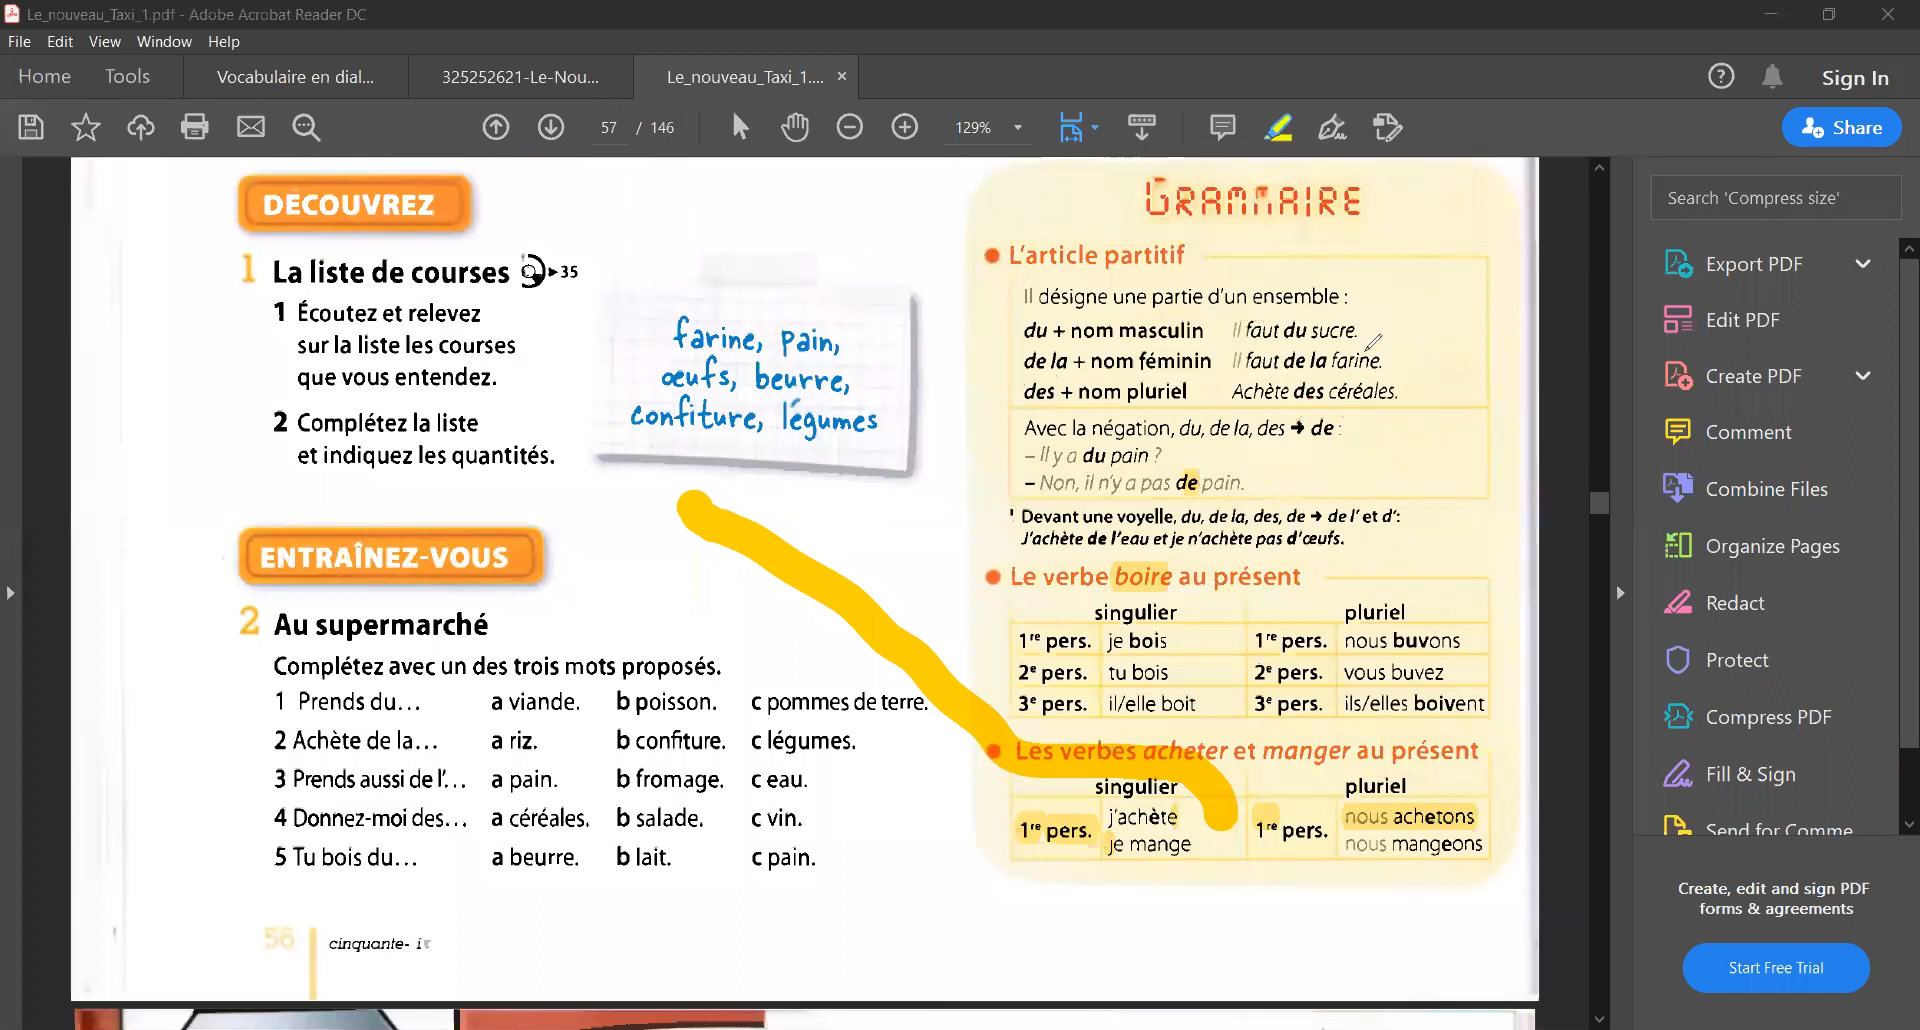 Le_nouveau_Taxi_1.pdf - Adobe Acrobat Reader DC
File Edit View Window Help
Home Tools Vocabulaire en dial... 325252621-Le-Nou... Le_nouveau_Taxi_1.... × Sign In
57 / 146 129% Share
DÉCOUVREZ
1 La liste de courses ▸35
1 Écoutez et relevez
sur la liste les courses
que vous entendez.
2 Complétez la liste
et indiquez les quantités.
farine, pain,
œufs, beurre,
confiture, légumes
ENTRAÎNEZ-VOUS
2 Au supermarché
Complétez avec un des trois mots proposés.
1 Prends du... a viande. b poisson. c pommes de terre.
2 Achète de la... a riz. b confiture. c légumes.
3 Prends aussi de l'... a pain. b fromage. c eau.
4 Donnez-moi des... a céréales. b salade. c vin.
5 Tu bois du... a beurre. b lait. c pain.
56 cinquante-
GRAMMAIRE
● L'article partitif
Il désigne une partie d'un ensemble :
du + nom masculin Il faut du sucre.
de la + nom féminin Il faut de la farine.
des + nom pluriel Achète des céréales.
Avec la négation, du, de la, des ➜ de :
– Il y a du pain ?
– Non, il n'y a pas de pain.
' Devant une voyelle, du, de la, des, de ➜ de l' et d':
J'achète de l'eau et je n'achète pas d'œufs.
● Le verbe boire au présent
singulier pluriel
1re pers. je bois 1re pers. nous buvons
2e pers. tu bois 2e pers. vous buvez
3e pers. il/elle boit 3e pers. ils/elles boivent
● Les verbes acheter et manger au présent
singulier pluriel
1re pers. j'achète 1re pers. nous achetons
je mange nous mangeons
Search 'Compress size'
Export PDF
Edit PDF
Create PDF
Comment
Combine Files
Organize Pages
Redact
Protect
Compress PDF
Fill & Sign
Send for Comme
Create, edit and sign PDF
forms & agreements
Start Free Trial